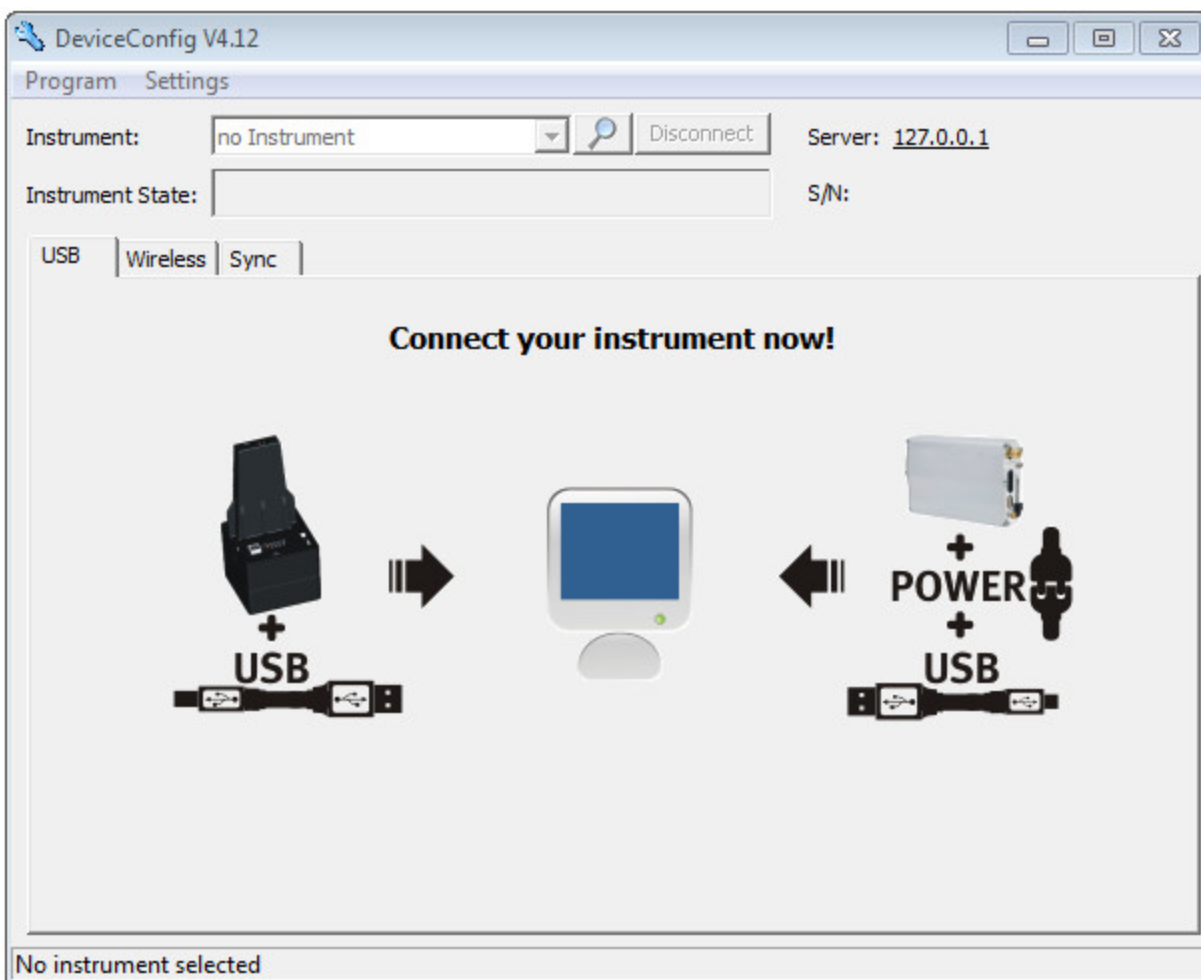 DeviceConfig V4.12
Program Settings
Instrument: no Instrument Disconnect Server: 127.0.0.1
Instrument State: S/N:
USB Wireless Sync
Connect your instrument now!
+
POWER
+ +
USB USB
No instrument selected